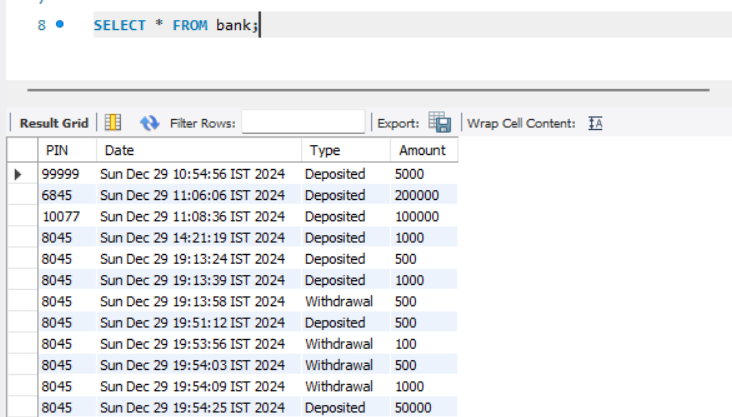 8 SELECT * FROM bank;
Result Grid Filter Rows: Export: Wrap Cell Content: IA
PIN Date Type Amount
99999 Sun Dec 29 10:54:56 IST 2024 Deposited 5000
6845 Sun Dec 29 11:06:06 IST 2024 Deposited 200000
10077 Sun Dec 29 11:08:36 IST 2024 Deposited 100000
8045 Sun Dec 29 14:21:19 IST 2024 Deposited 1000
8045 Sun Dec 29 19:13:24 IST 2024 Deposited 500
8045 Sun Dec 29 19:13:39 IST 2024 Deposited 1000
8045 Sun Dec 29 19:13:58 IST 2024 Withdrawal 500
8045 Sun Dec 29 19:51:12 IST 2024 Deposited 500
8045 Sun Dec 29 19:53:56 IST 2024 Withdrawal 100
8045 Sun Dec 29 19:54:03 IST 2024 Withdrawal 500
8045 Sun Dec 29 19:54:09 IST 2024 Withdrawal 1000
8045 Sun Dec 29 19:54:25 IST 2024 Deposited 50000